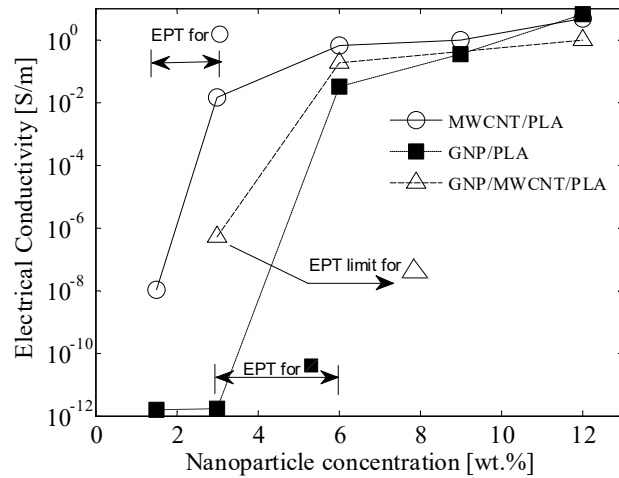 EPT for
10^0
10^-2
10^-4
10^-6
10^-8
10^-10
10^-12
Electrical Conductivity [S/m]
MWCNT/PLA
GNP/PLA
GNP/MWCNT/PLA
EPT limit for
EPT for
0 2 4 6 8 10 12
Nanoparticle concentration [wt.%]